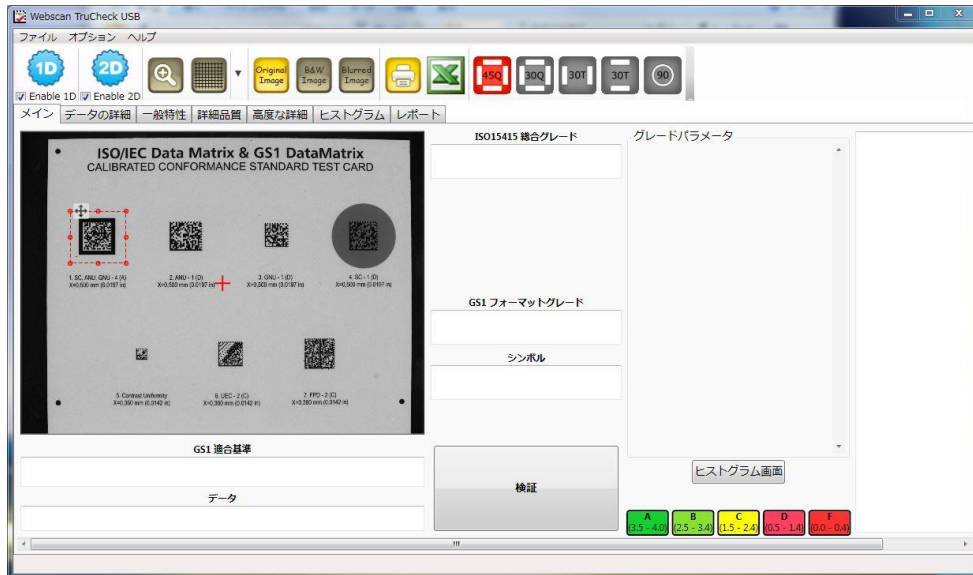 Webscan TruCheck USB
ファイル オプション ヘルプ
1D
2D
Original Image
B&W Image
Blurred Image
45Q
30Q
30T
30T
90
Enable 1D
Enable 2D
メイン データの詳細 一般特性 詳細品質 高度な詳細 ヒストグラム レポート
ISO/IEC Data Matrix & GS1 DataMatrix
CALIBRATED CONFORMANCE STANDARD TEST CARD
1. SC, ANU, GNU - 4 (A)
X=0,500 mm (0.0197 in)
2. ANU - 1 (D)
X=0,500 mm (0.0197 in)
3. GNU - 1 (D)
X=0,500 mm (0.0197 in)
4. SC - 1 (D)
X=0,500 mm (0.0197 in)
5. Contrast Uniformity
X=0,360 mm (0.0142 in)
6. UEC - 2 (C)
X=0,360 mm (0.0142 in)
7. FPD - 2 (C)
GS1 適合基準
データ
ISO15415 総合グレード
GS1 フォーマットグレード
シンボル
検証
グレードパラメータ
ヒストグラム画面
A
(3.5 - 4.0)
B
(2.5 - 3.4)
C
(1.5 - 2.4)
D
(0.5 - 1.4)
F
(0.0 - 0.4)